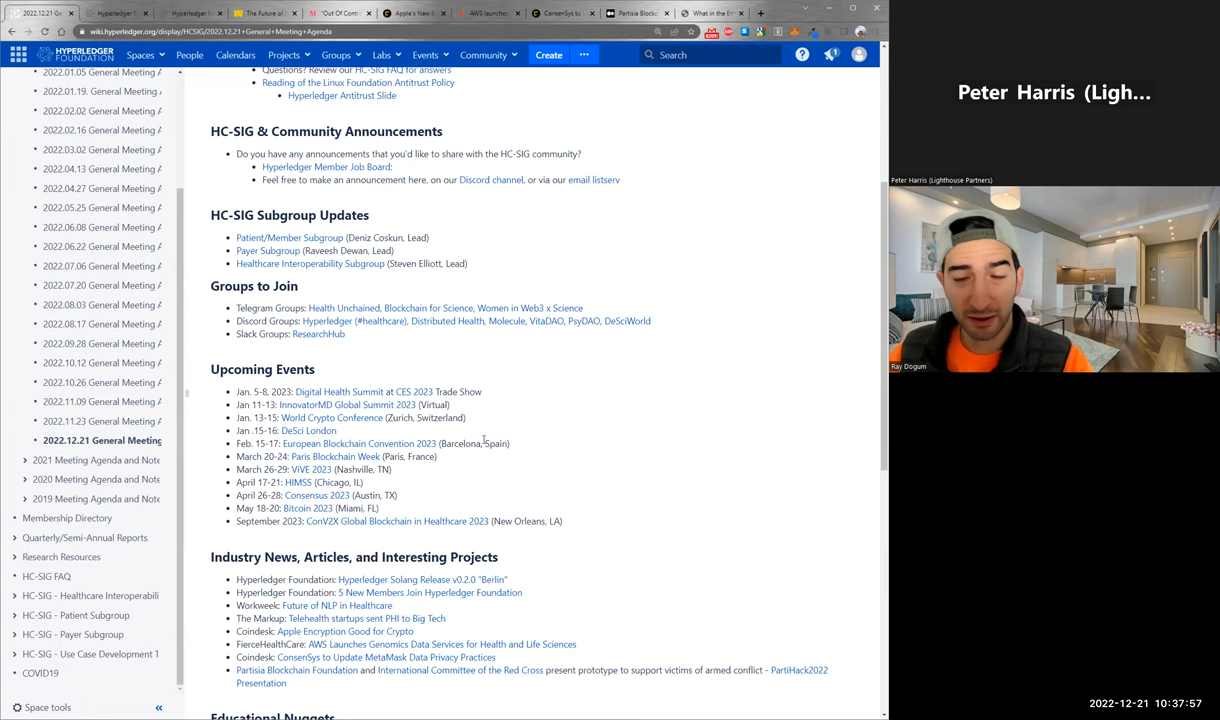 2022.12.21 Gene
Hyperledger
Hyperledger
The Future of
"Out Of Contr
Apple's New
AWS launches
ConsenSys to
Partisia Block
What in the E
wiki.hyperledger.org/display/HCSIG/2022.12.21+General+Meeting+Agenda
HYPERLEDGER FOUNDATION
Spaces
People
Calendars
Projects
Groups
Labs
Events
Community
Create
Search
1
2022.01.05 General Meeting A
2022.01.19. General Meeting A
2022.02.02 General Meeting A
2022.02.16 General Meeting A
2022.03.02 General Meeting A
2022.04.13 General Meeting A
2022.04.27 General Meeting A
2022.05.25 General Meeting A
2022.06.08 General Meeting A
2022.06.22 General Meeting A
2022.07.06 General Meeting A
2022.07.20 General Meeting A
2022.08.03 General Meeting A
2022.08.17 General Meeting A
2022.09.28 General Meeting A
2022.10.12 General Meeting A
2022.10.26 General Meeting A
2022.11.09 General Meeting A
2022.11.23 General Meeting A
2022.12.21 General Meeting
2021 Meeting Agenda and Note
2020 Meeting Agenda and Note
2019 Meeting Agenda and Note
Membership Directory
Quarterly/Semi-Annual Reports
Research Resources
HC-SIG FAQ
HC-SIG - Healthcare Interoperabili
HC-SIG - Patient Subgroup
HC-SIG - Payer Subgroup
HC-SIG - Use Case Development T
COVID19
Space tools
Questions? Review our HC-SIG FAQ for answers
Reading of the Linux Foundation Antitrust Policy
Hyperledger Antitrust Slide
HC-SIG & Community Announcements
Do you have any announcements that you'd like to share with the HC-SIG community?
Hyperledger Member Job Board:
Feel free to make an announcement here, on our Discord channel, or via our email listserv
HC-SIG Subgroup Updates
Patient/Member Subgroup (Deniz Coskun, Lead)
Payer Subgroup (Raveesh Dewan, Lead)
Healthcare Interoperability Subgroup (Steven Elliott, Lead)
Groups to Join
Telegram Groups: Health Unchained, Blockchain for Science, Women in Web3 x Science
Discord Groups: Hyperledger (#healthcare), Distributed Health, Molecule, VitaDAO, PsyDAO, DeSciWorld
Slack Groups: ResearchHub
Upcoming Events
Jan. 5-8, 2023: Digital Health Summit at CES 2023 Trade Show
Jan 11-13: InnovatorMD Global Summit 2023 (Virtual)
Jan. 13-15: World Crypto Conference (Zurich, Switzerland)
Jan .15-16: DeSci London
Feb. 15-17: European Blockchain Convention 2023 (Barcelona, Spain)
March 20-24: Paris Blockchain Week (Paris, France)
March 26-29: ViVE 2023 (Nashville, TN)
April 17-21: HIMSS (Chicago, IL)
April 26-28: Consensus 2023 (Austin, TX)
May 18-20: Bitcoin 2023 (Miami, FL)
September 2023: ConV2X Global Blockchain in Healthcare 2023 (New Orleans, LA)
Industry News, Articles, and Interesting Projects
Hyperledger Foundation: Hyperledger Solang Release v0.2.0 "Berlin"
Hyperledger Foundation: 5 New Members Join Hyperledger Foundation
Workweek: Future of NLP in Healthcare
The Markup: Telehealth startups sent PHI to Big Tech
Coindesk: Apple Encryption Good for Crypto
FierceHealthCare: AWS Launches Genomics Data Services for Health and Life Sciences
Coindesk: ConsenSys to Update MetaMask Data Privacy Practices
Partisia Blockchain Foundation and International Committee of the Red Cross present prototype to support victims of armed conflict - PartiHack2022
Presentation
Educational Nuggets
Peter Harris (Ligh...
Peter Harris (Lighthouse Partners)
Ray Dogum
2022-12-21 10:37:57